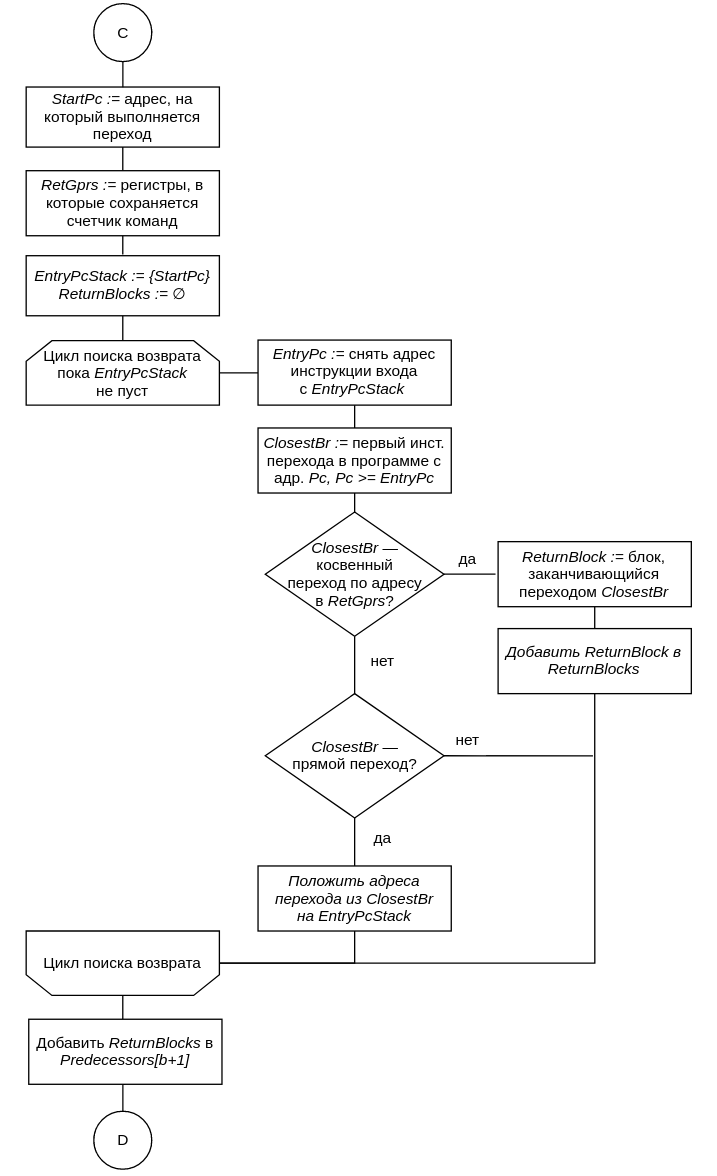 C
StartPc := адрес, на
который выполняется
переход
RetGprs := регистры, в
которые сохраняется
счетчик команд
EntryPcStack := {StartPc}
ReturnBlocks := ∅
Цикл поиска возврата
пока EntryPcStack
не пуст
EntryPc := снять адрес
инструкции входа
с EntryPcStack
ClosestBr := первый инст.
перехода в программе с
адр. Pc, Pc >= EntryPc
ClosestBr —
косвенный
переход по адресу
в RetGprs?
да
ReturnBlock := блок,
заканчивающийся
переходом ClosestBr
Добавить ReturnBlock в
ReturnBlocks
нет
ClosestBr —
прямой переход?
нет
да
Положить адреса
перехода из ClosestBr
на EntryPcStack
Цикл поиска возврата
Добавить ReturnBlocks в
Predecessors[b+1]
D